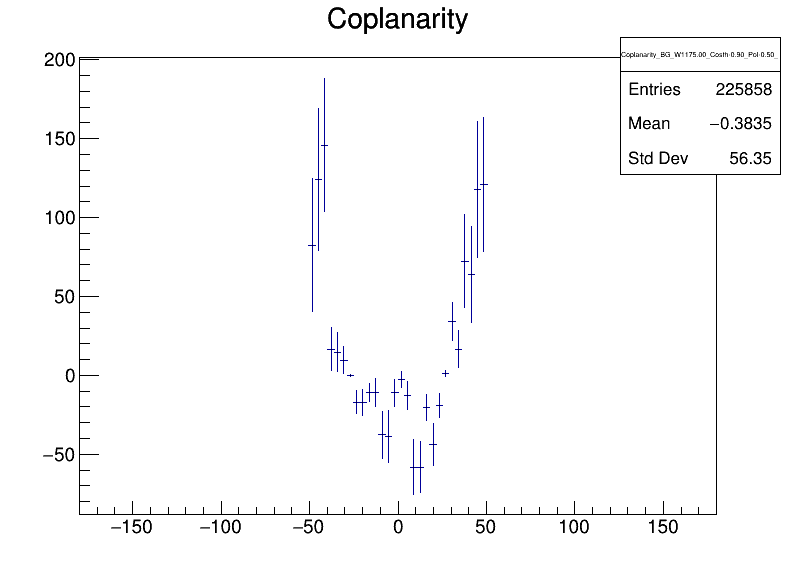 Coplanarity
Coplanarity_BG_W1175.00_Costh-0.90_Pol-0.50_
Entries 225858
Mean −0.3835
Std Dev 56.35
200
150
100
50
0
−50
−150 −100 −50 0 50 100 150